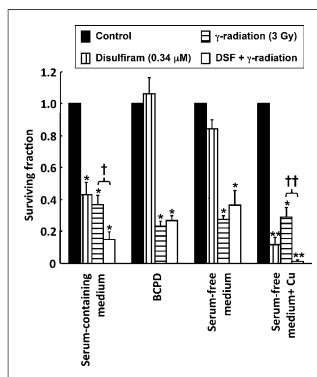 Control
γ-radiation (3 Gy)
Disulfiram (0.34 μM)
DSF + γ-radiation
Surviving fraction
1.2
1.0
0.8
0.6
0.4
0.2
0
*
*
†
*
*
*
*
*
**
*
††
**
Serum-containing
medium
BCPD
Serum-free
medium
Serum-free
medium+ Cu